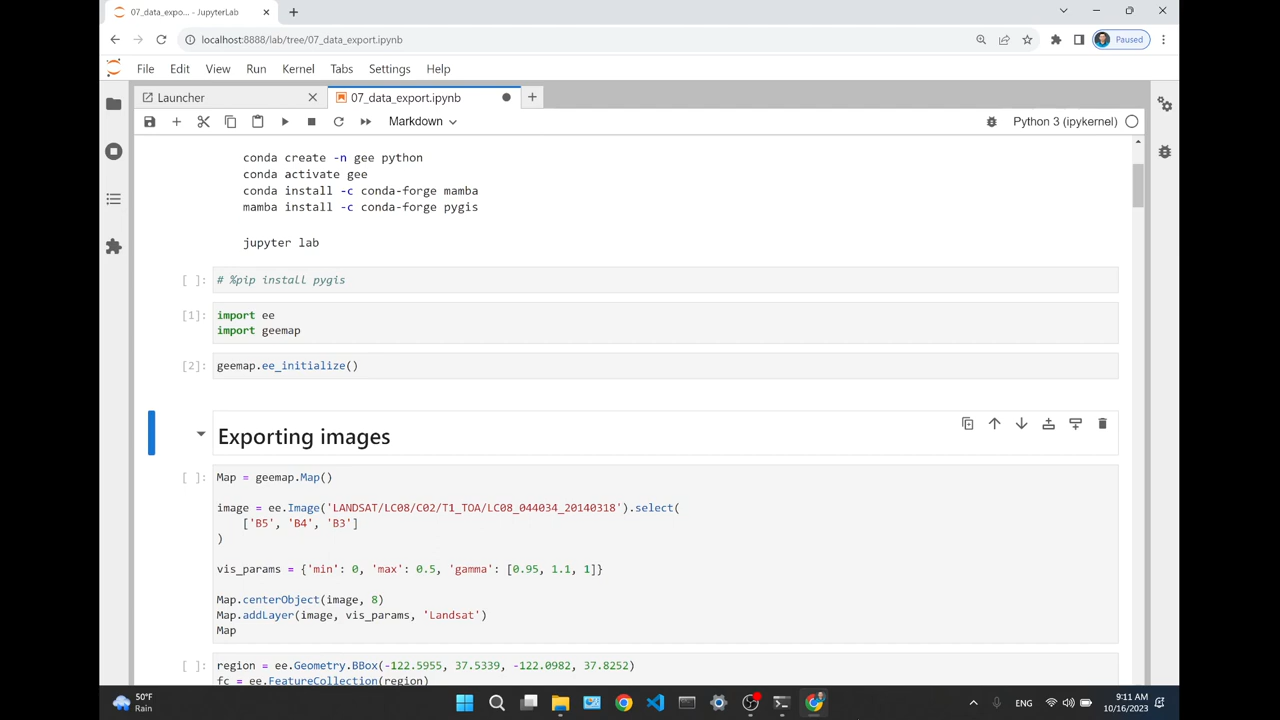 07_data_expo... - JupyterLab
localhost:8888/lab/tree/07_data_export.ipynb
Paused
File Edit View Run Kernel Tabs Settings Help
Launcher
07_data_export.ipynb
Markdown
Python 3 (ipykernel)
conda create -n gee python
conda activate gee
conda install -c conda-forge mamba
mamba install -c conda-forge pygis
jupyter lab
[ ]: # %pip install pygis
[1]: import ee
import geemap
[2]: geemap.ee_initialize()
Exporting images
[ ]: Map = geemap.Map()
image = ee.Image('LANDSAT/LC08/C02/T1_TOA/LC08_044034_20140318').select(
['B5', 'B4', 'B3']
)
vis_params = {'min': 0, 'max': 0.5, 'gamma': [0.95, 1.1, 1]}
Map.centerObject(image, 8)
Map.addLayer(image, vis_params, 'Landsat')
Map
[ ]: region = ee.Geometry.BBox(-122.5955, 37.5339, -122.0982, 37.8252)
fc = ee.FeatureCollection(region)
50°F
Rain
ENG
9:11 AM
10/16/2023